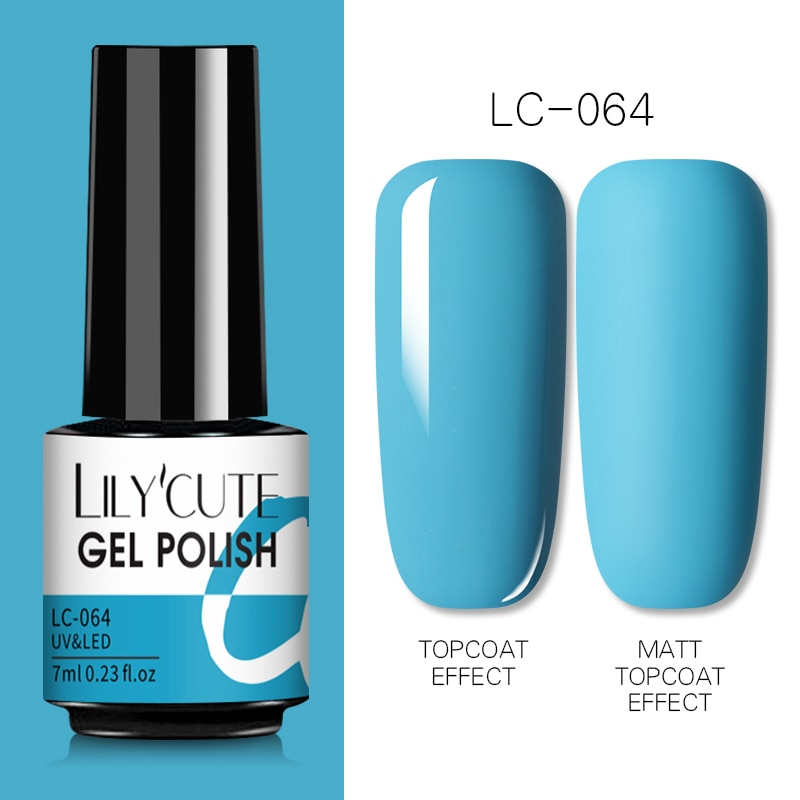 LILY'CUTE
GEL POLISH
LC-064
UV&LED
7ml 0.23 fl.oz
LC-064
TOPCOAT
EFFECT
MATT
TOPCOAT
EFFECT